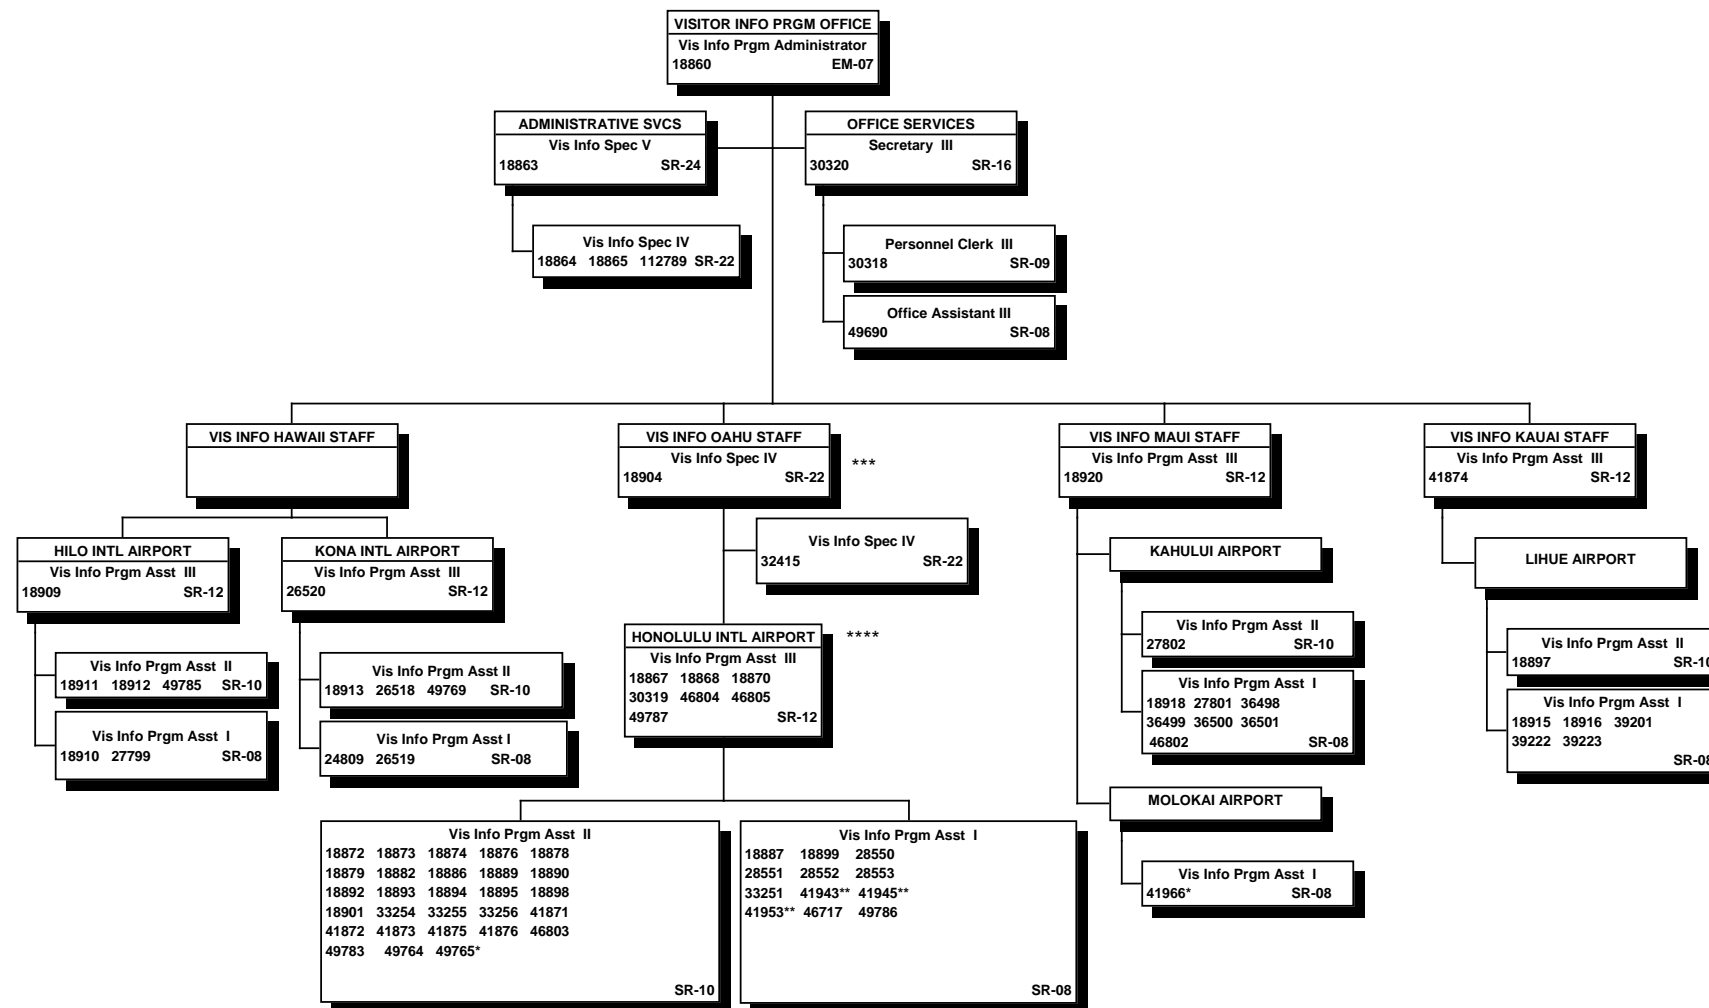 VISITOR INFO PRGM OFFICE
Vis Info Prgm Administrator
18860 EM-07
ADMINISTRATIVE SVCS
Vis Info Spec V
18863 SR-24
OFFICE SERVICES
Secretary III
30320 SR-16
Vis Info Spec IV
18864 18865 112789 SR-22
Personnel Clerk III
30318 SR-09
Office Assistant III
49690 SR-08
VIS INFO HAWAII STAFF
VIS INFO OAHU STAFF
Vis Info Spec IV
18904 SR-22
***
VIS INFO MAUI STAFF
Vis Info Prgm Asst III
18920 SR-12
VIS INFO KAUAI STAFF
Vis Info Prgm Asst III
41874 SR-12
HILO INTL AIRPORT
Vis Info Prgm Asst III
18909 SR-12
KONA INTL AIRPORT
Vis Info Prgm Asst III
26520 SR-12
Vis Info Spec IV
32415 SR-22
KAHULUI AIRPORT
LIHUE AIRPORT
Vis Info Prgm Asst II
18911 18912 49785 SR-10
Vis Info Prgm Asst I
18910 27799 SR-08
Vis Info Prgm Asst II
18913 26518 49769 SR-10
Vis Info Prgm Asst I
24809 26519 SR-08
HONOLULU INTL AIRPORT
****
Vis Info Prgm Asst III
18867 18868 18870
30319 46804 46805
49787 SR-12
Vis Info Prgm Asst II
27802 SR-10
Vis Info Prgm Asst I
18918 27801 36498
36499 36500 36501
46802 SR-08
Vis Info Prgm Asst II
18897 SR-10
Vis Info Prgm Asst I
18915 18916 39201
39222 39223
SR-08
MOLOKAI AIRPORT
Vis Info Prgm Asst I
41966* SR-08
Vis Info Prgm Asst II
18872 18873 18874 18876 18878
18879 18882 18886 18889 18890
18892 18893 18894 18895 18898
18901 33254 33255 33256 41871
41872 41873 41875 41876 46803
49783 49764 49765*
SR-10
Vis Info Prgm Asst I
18887 18899 28550
28551 28552 28553
33251 41943** 41945**
41953** 46717 49786
SR-08